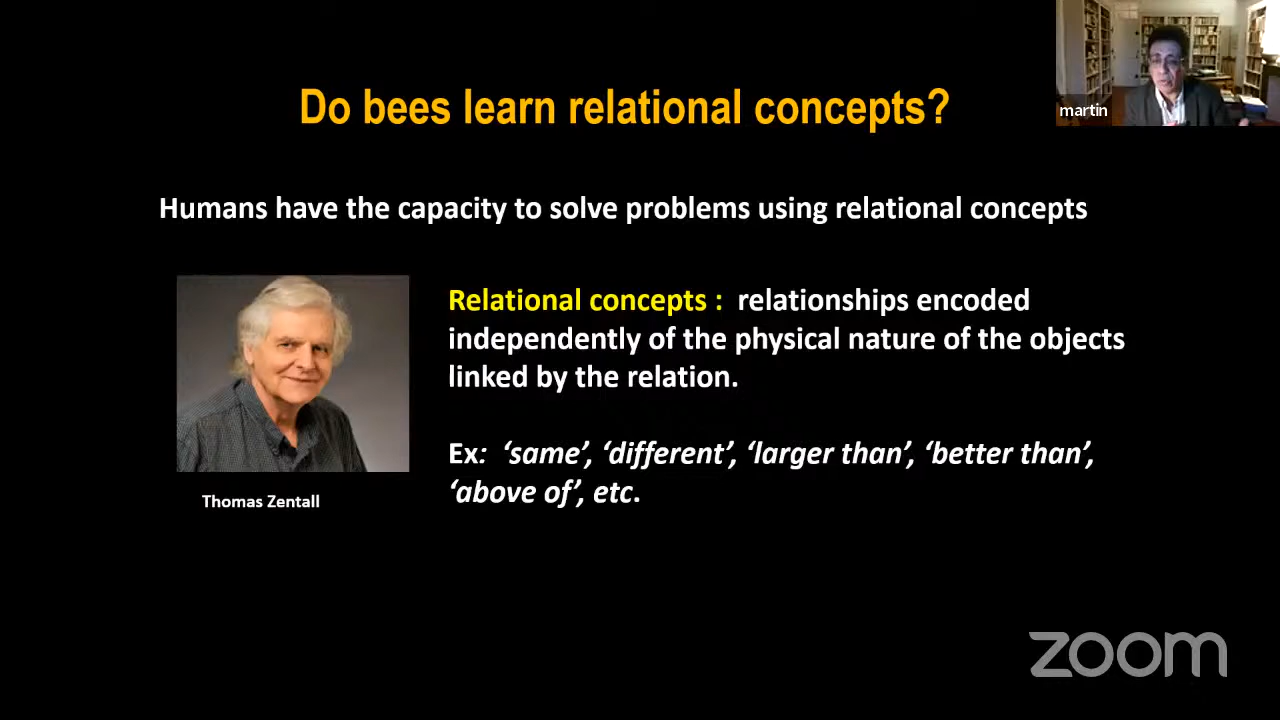 Do bees learn relational concepts?
martin
Humans have the capacity to solve problems using relational concepts
Relational concepts : relationships encoded
independently of the physical nature of the objects
linked by the relation.
Ex: ‘same’, ‘different’, ‘larger than’, ‘better than’,
‘above of’, etc.
Thomas Zentall
zoom